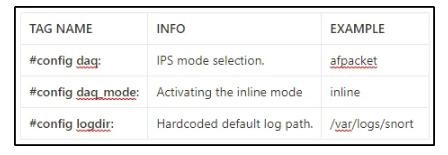 TAG NAME INFO EXAMPLE
#config daq: IPS mode selection. afpacket
#config daq_mode: Activating the inline mode inline
#config logdir: Hardcoded default log path. /var/logs/snort